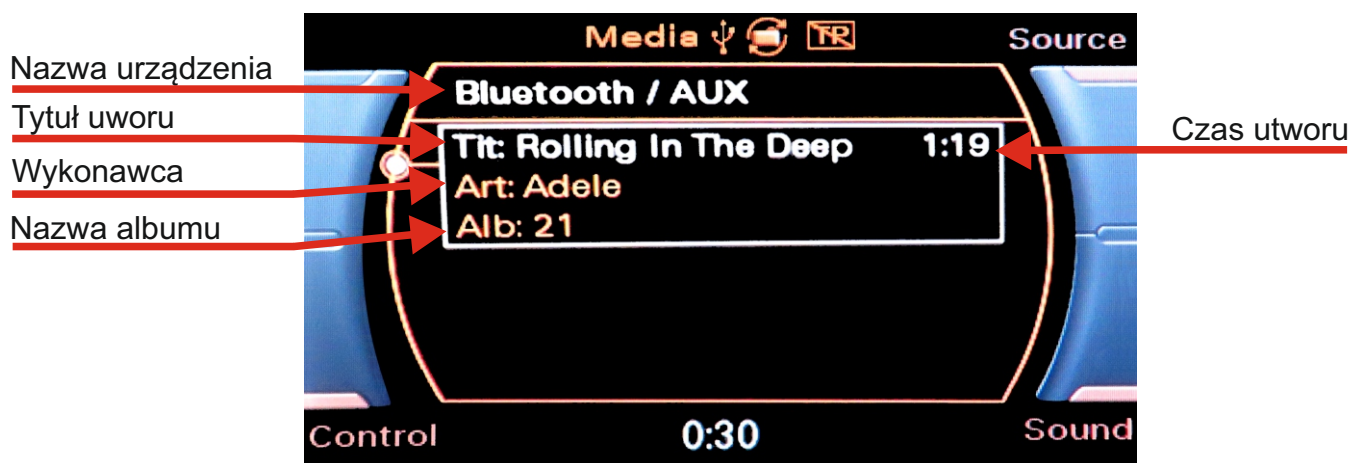 Media TR
Source
Nazwa urządzenia
Bluetooth / AUX
Tytuł uworu
Tit: Rolling In The Deep 1:19
Czas utworu
Wykonawca
Art: Adele
Nazwa albumu
Alb: 21
Control
0:30
Sound